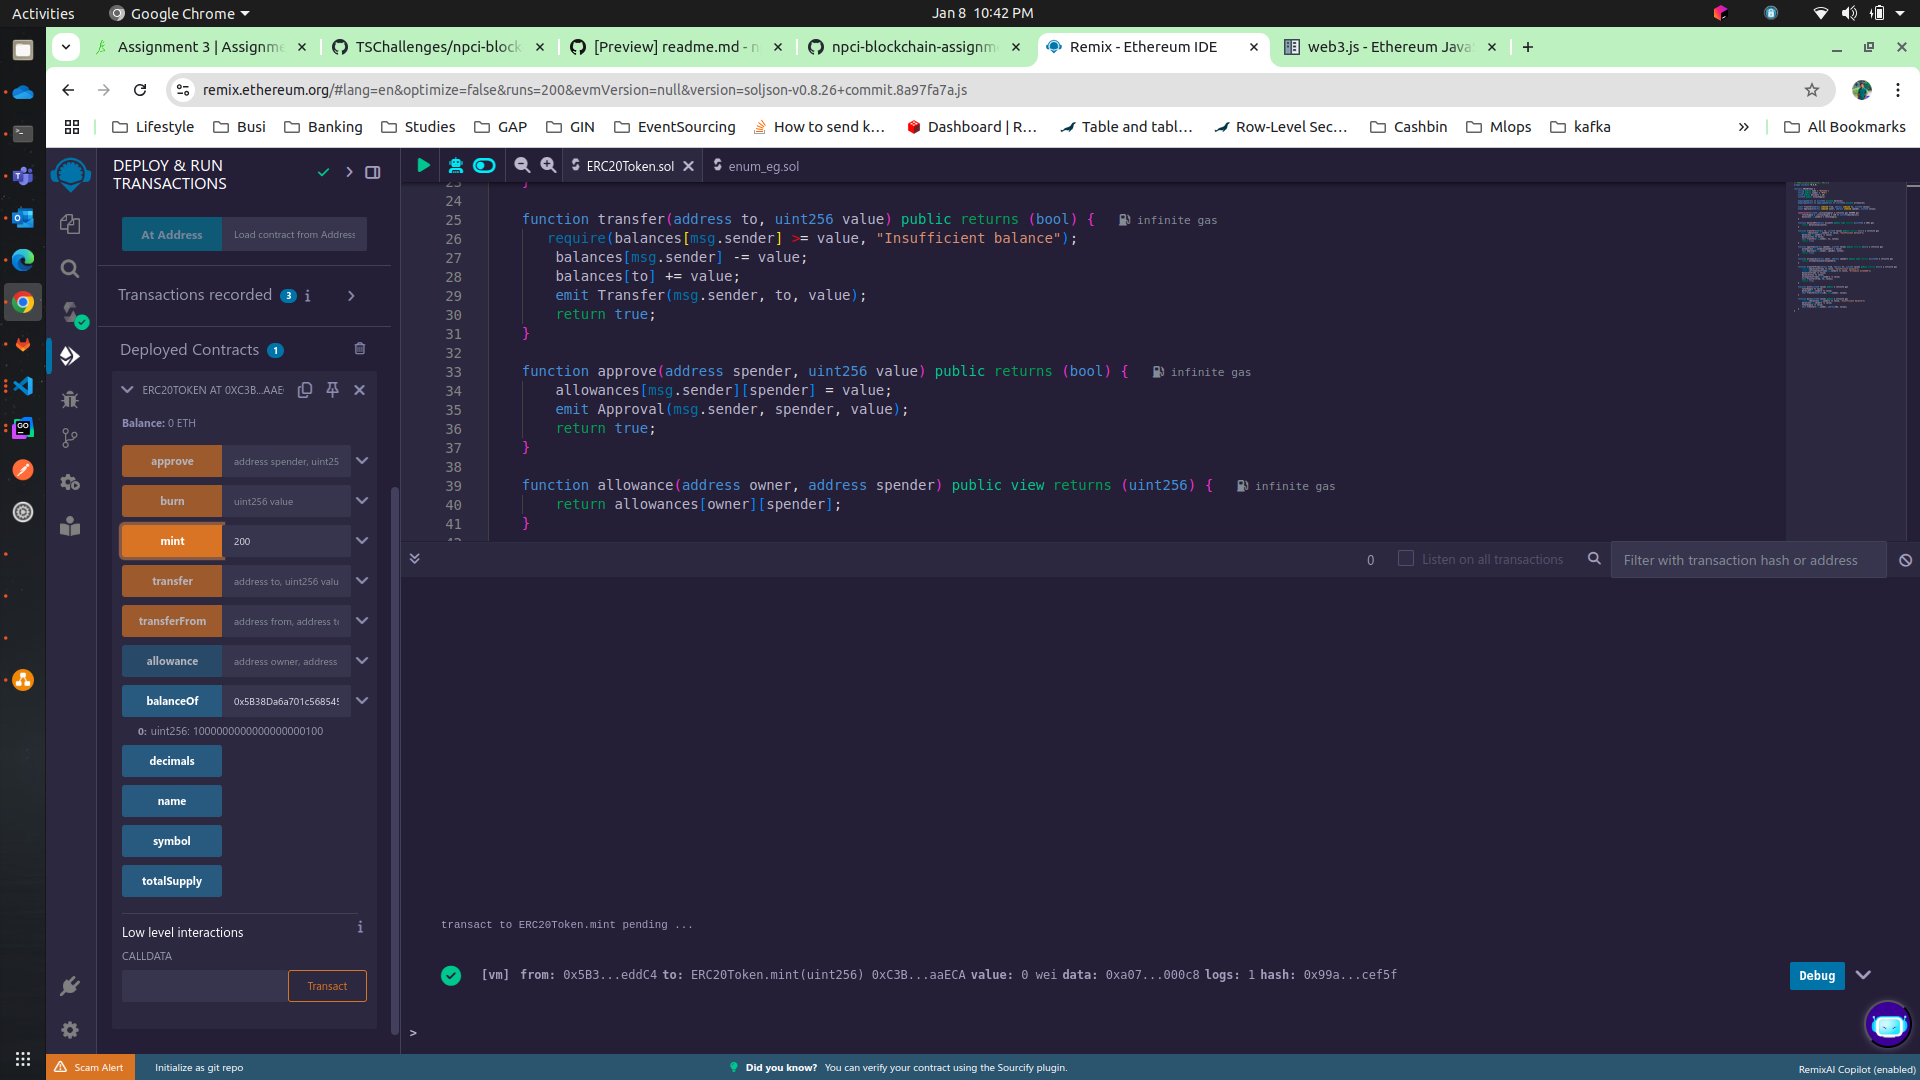 Activities
Google Chrome
Jan 8 10:42 PM
Assignment 3 | Assignme
TSChallenges/npci-block
[Preview] readme.md - n
npci-blockchain-assignm
Remix - Ethereum IDE
web3.js - Ethereum Java
remix.ethereum.org/#lang=en&optimize=false&runs=200&evmVersion=null&version=soljson-v0.8.26+commit.8a97fa7a.js
Lifestyle
Busi
Banking
Studies
GAP
GIN
EventSourcing
How to send k...
Dashboard | R...
Table and tabl...
Row-Level Sec...
Cashbin
Mlops
kafka
All Bookmarks
DEPLOY & RUN
TRANSACTIONS
At Address
Load contract from Address
Transactions recorded 3 i
Deployed Contracts 1
ERC20TOKEN AT 0XC3B...AAE
Balance: 0 ETH
approve address spender, uint25
burn uint256 value
mint 200
transfer address to, uint256 valu
transferFrom address from, address to
allowance address owner, address
balanceOf 0x5B38Da6a701c568545
0: uint256: 1000000000000000000100
decimals
name
symbol
totalSupply
Low level interactions i
CALLDATA
Transact
ERC20Token.sol
enum_eg.sol
23 }
24
25 function transfer(address to, uint256 value) public returns (bool) { infinite gas
26 require(balances[msg.sender] >= value, "Insufficient balance");
27 balances[msg.sender] -= value;
28 balances[to] += value;
29 emit Transfer(msg.sender, to, value);
30 return true;
31 }
32
33 function approve(address spender, uint256 value) public returns (bool) { infinite gas
34 allowances[msg.sender][spender] = value;
35 emit Approval(msg.sender, spender, value);
36 return true;
37 }
38
39 function allowance(address owner, address spender) public view returns (uint256) { infinite gas
40 return allowances[owner][spender];
41 }
0
Listen on all transactions
Filter with transaction hash or address
transact to ERC20Token.mint pending ...
[vm] from: 0x5B3...eddC4 to: ERC20Token.mint(uint256) 0xC3B...aaECA value: 0 wei data: 0xa07...000c8 logs: 1 hash: 0x99a...cef5f
Debug
>
Scam Alert
Initialize as git repo
Did you know? You can verify your contract using the Sourcify plugin.
RemixAI Copilot (enabled)